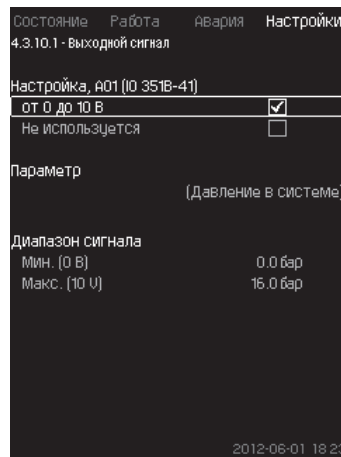 Состояние Работа Авария Настройки
4.3.10.1 - Выходной сигнал
Настройка, AO1 (IO 351B-41)
от 0 до 10 В
Не используется
Параметр
(Давление в системе)
Диапазон сигнала
Мин. (0 В) 0.0 бар
Макс. (10 V) 16.0 бар
2012-06-01 18:23